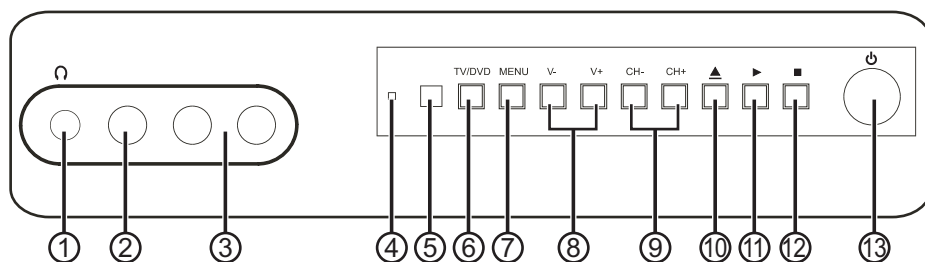 TV/DVD MENU V- V+ CH- CH+
① ② ③ ④ ⑤ ⑥ ⑦ ⑧ ⑨ ⑩ ⑪ ⑫ ⑬